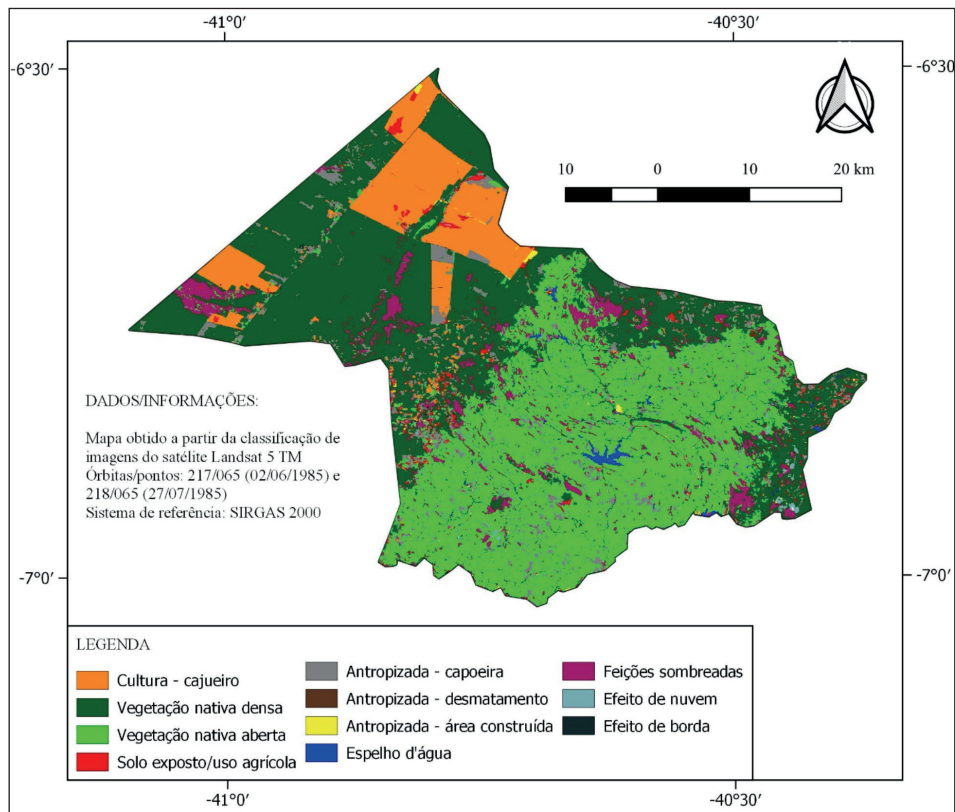 -41°0′
-40°30′
-6°30′
-6°30
10 0 10 20 km
DADOS/INFORMAÇÕES:
Mapa obtido a partir da classificação de
imagens do satélite Landsat 5 TM
Órbitas/pontos: 217/065 (02/06/1985) e
218/065 (27/07/1985)
Sistema de referência: SIRGAS 2000
-7°0′
-7°0′
LEGENDA
Cultura - cajueiro
Vegetação nativa densa
Vegetação nativa aberta
Solo exposto/uso agrícola
Antropizada - capoeira
Antropizada - desmatamento
Antropizada - área construída
Espelho d'água
Feições sombreadas
Efeito de nuvem
Efeito de borda
-41°0′
-40°30′